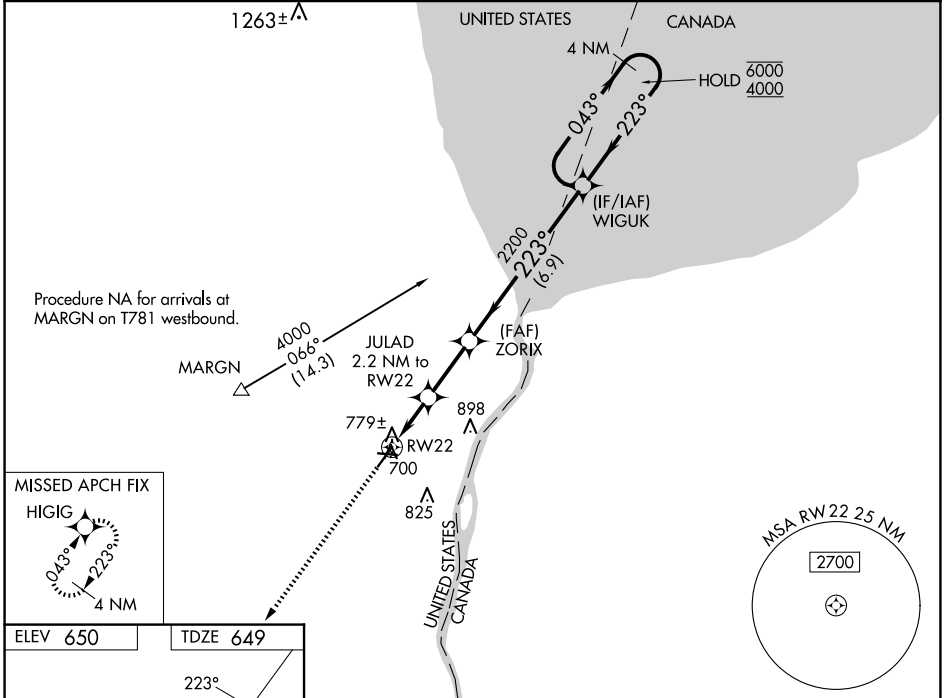 1263±
UNITED STATES
CANADA
4 NM
HOLD
6000
4000
043°
223°
(IF/IAF)
WIGUK
2200
223°
(6.9)
Procedure NA for arrivals at
MARGN on T781 westbound.
4000
066°
(14.3)
MARGN
JULAD
2.2 NM to
RW22
(FAF)
ZORIX
779±
898
RW22
700
825
UNITED STATES
CANADA
MISSED APCH FIX
HIGIG
043°
223°
4 NM
MSA RW 22 25 NM
2700
ELEV 650
TDZE 649
223°